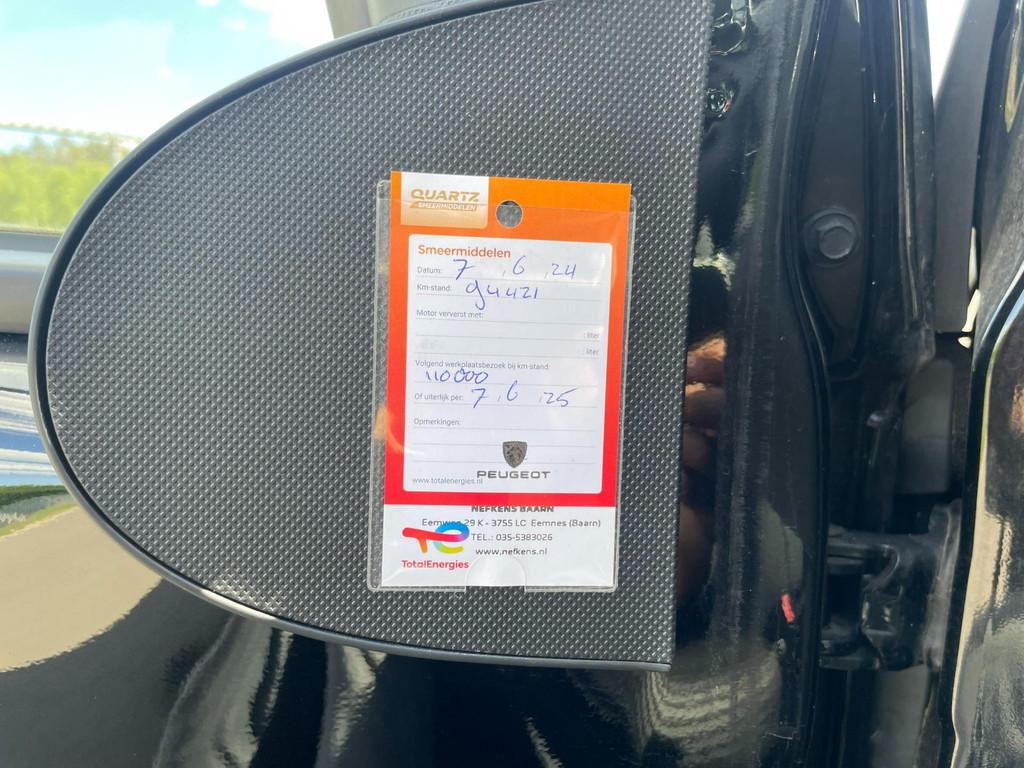 QUARTZ
SMEERMIDDELEN
Smeermiddelen
Datum: 7 . 6 . 24
Km-stand: 94421
Motor ververst met:
: liter
: liter
Volgend werkplaatsbezoek bij km-stand:
110000
Of uiterlijk per: 7 . 6 . 25
Opmerkingen:
PEUGEOT
www.totalenergies.nl
NEFKENS BAARN
Eemweg 29 K - 3755 LC Eemnes (Baarn)
TEL.: 035-5383026
www.nefkens.nl
TotalEnergies